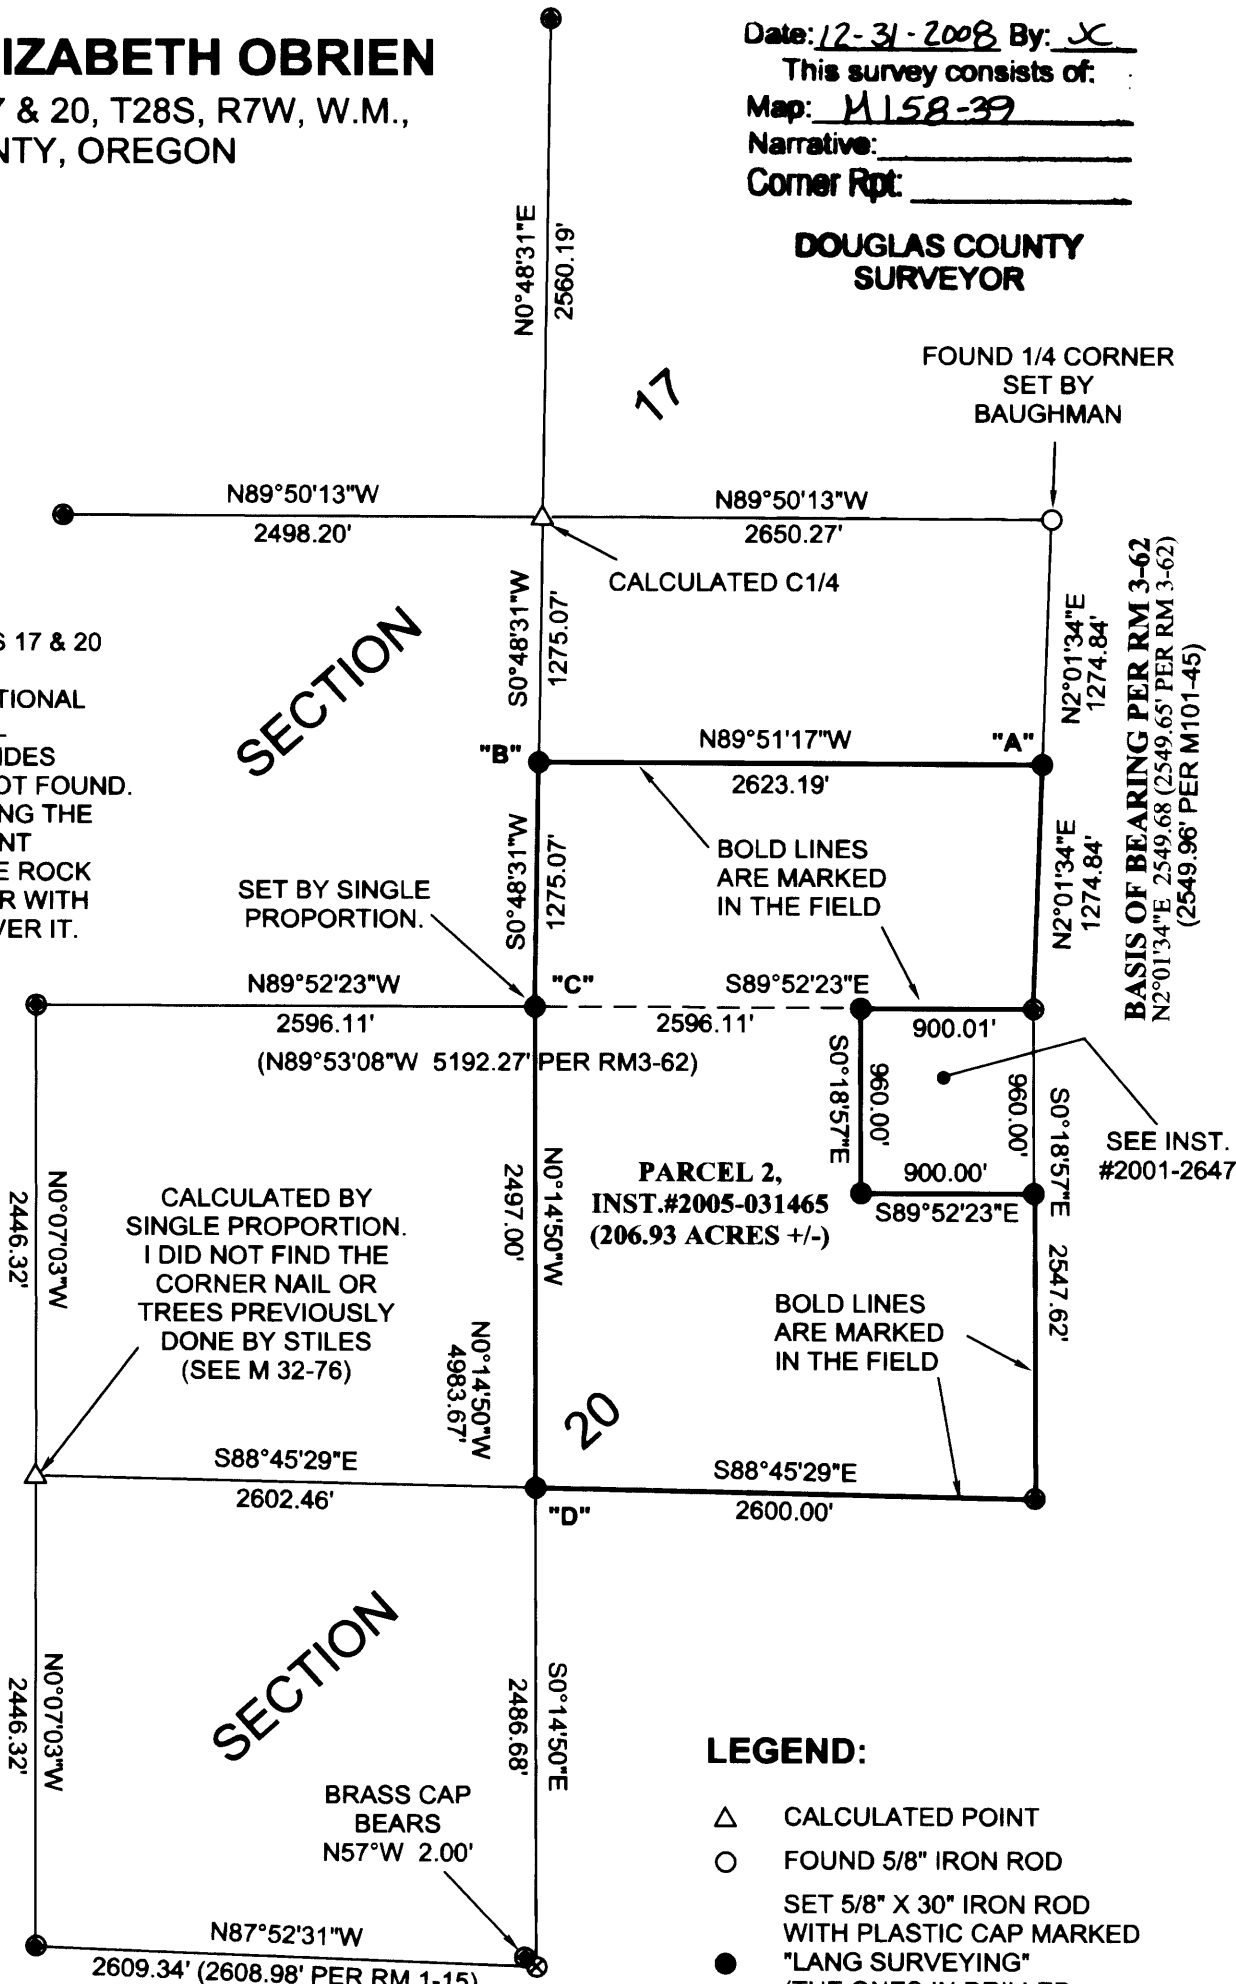 IZABETH OBRIEN
7 & 20, T28S, R7W, W.M.,
NTY, OREGON
Date: 12-31-2008 By: JC
This survey consists of:
Map: M158-39
Narrative:
Corner Rpt:
DOUGLAS COUNTY
SURVEYOR
N0°48'31"E
2560.19'
17
FOUND 1/4 CORNER
SET BY
BAUGHMAN
N89°50'13"W
2498.20'
N89°50'13"W
2650.27'
CALCULATED C1/4
S0°48'31"W
1275.07'
N2°01'34"E
1274.84'
BASIS OF BEARING PER RM 3-62
N2°01'34"E 2549.68 (2549.65' PER RM 3-62)
(2549.96' PER M101-45)
S 17 & 20
TIONAL
IDES
OT FOUND.
NG THE
NT
E ROCK
R WITH
VER IT.
SECTION
"B"
N89°51'17"W
2623.19'
"A"
S0°48'31"W
1275.07'
BOLD LINES
ARE MARKED
IN THE FIELD
N2°01'34"E
1274.84'
SET BY SINGLE
PROPORTION.
N89°52'23"W
2596.11'
"C"
S89°52'23"E
2596.11'
900.01'
(N89°53'08"W 5192.27' PER RM3-62)
S0°18'57"E
960.00'
960.00'
S0°18'57"E
2547.62'
SEE INST.
#2001-2647
900.00'
S89°52'23"E
PARCEL 2,
INST.#2005-031465
(206.93 ACRES +/-)
N0°07'03"W
2446.32'
CALCULATED BY
SINGLE PROPORTION.
I DID NOT FIND THE
CORNER NAIL OR
TREES PREVIOUSLY
DONE BY STILES
(SEE M 32-76)
N0°14'50"W
2497.00'
N0°14'50"W
4983.67'
BOLD LINES
ARE MARKED
IN THE FIELD
20
S88°45'29"E
2602.46'
"D"
S88°45'29"E
2600.00'
SECTION
N0°07'03"W
2446.32'
S0°14'50"E
2486.68'
BRASS CAP
BEARS
N57°W 2.00'
N87°52'31"W
2609.34' (2608.98' PER RM 1-15)
LEGEND:
CALCULATED POINT
FOUND 5/8" IRON ROD
SET 5/8" X 30" IRON ROD
WITH PLASTIC CAP MARKED
"LANG SURVEYING"
(THE ONES IN DRILLED